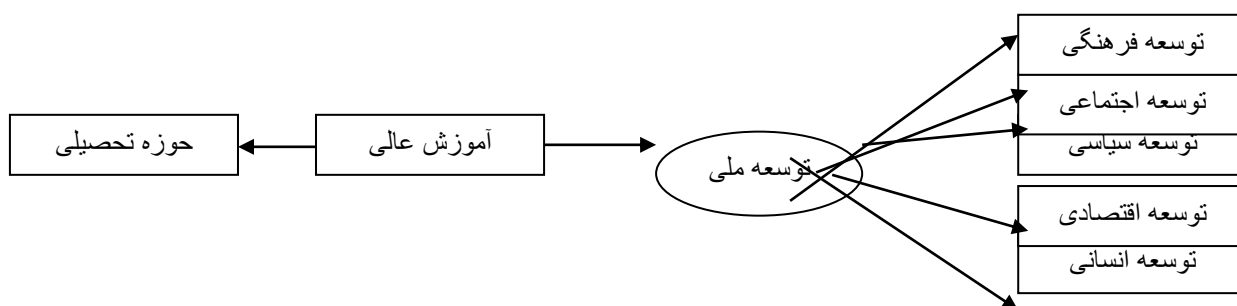 توسعه فرهنگی
توسعه اجتماعی
توسعه سیاسی
توسعه ملی
آموزش عالی
حوزه تحصیلی
توسعه اقتصادی
توسعه انسانی